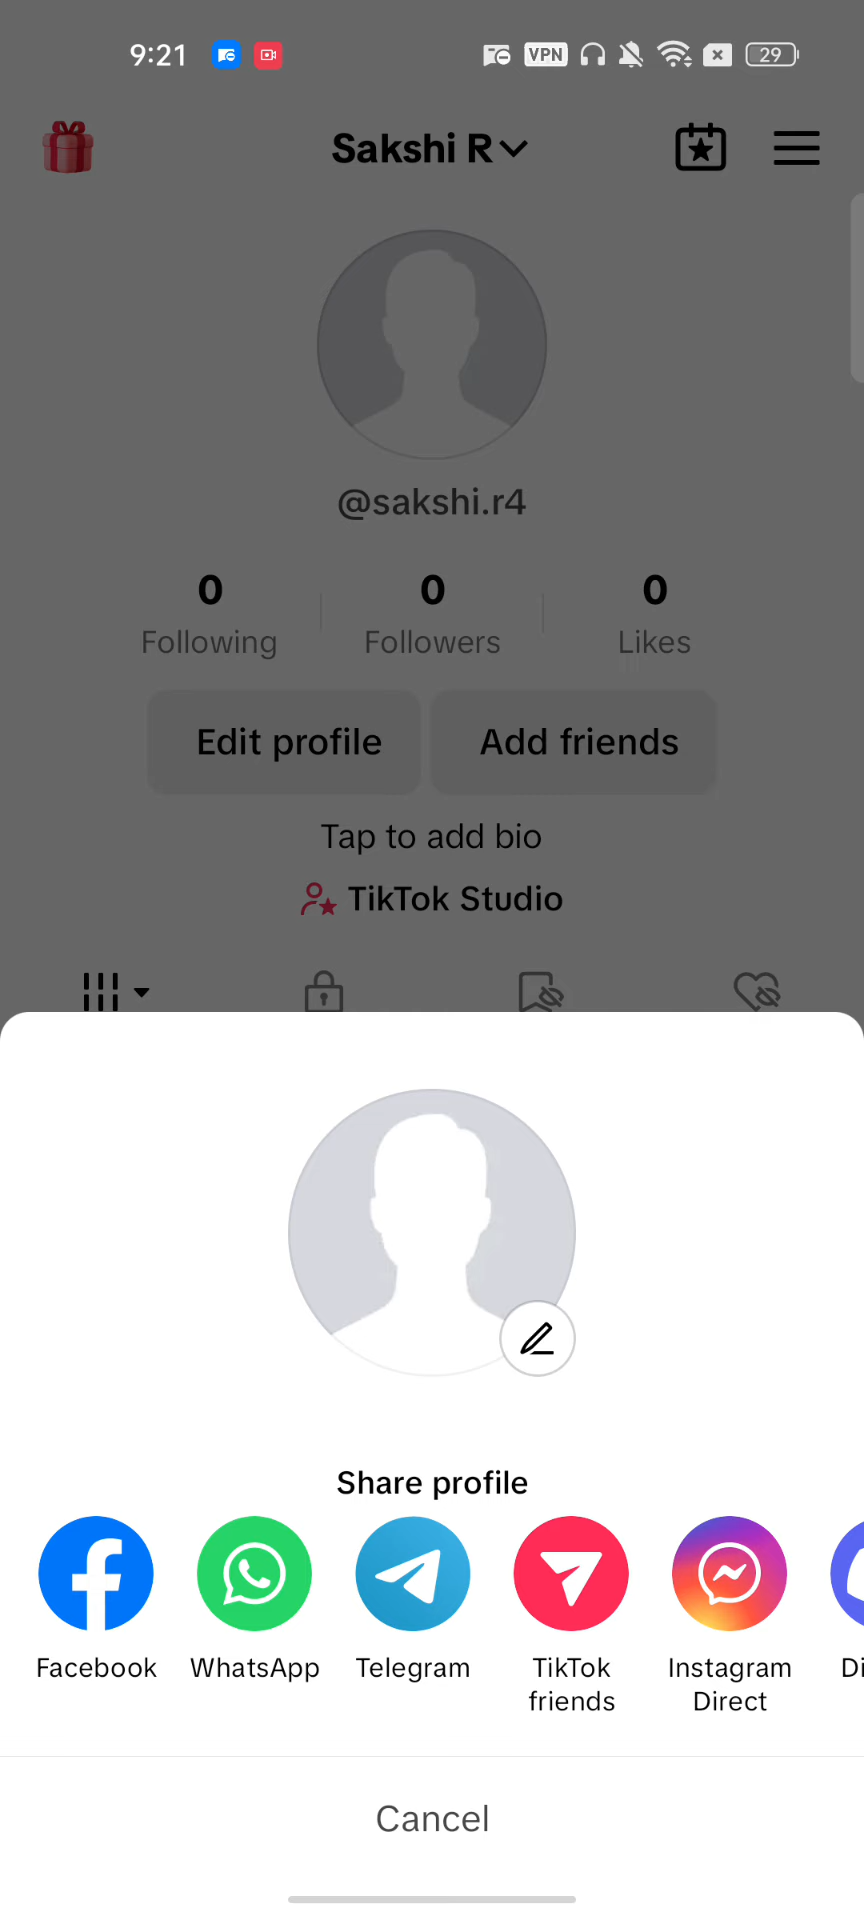 9:21 VPN 29
Sakshi R
@sakshi.r4
0 0 0
Following Followers Likes
Edit profile Add friends
Tap to add bio
TikTok Studio
Share profile
Facebook WhatsApp Telegram TikTok friends Instagram Direct Di
Cancel